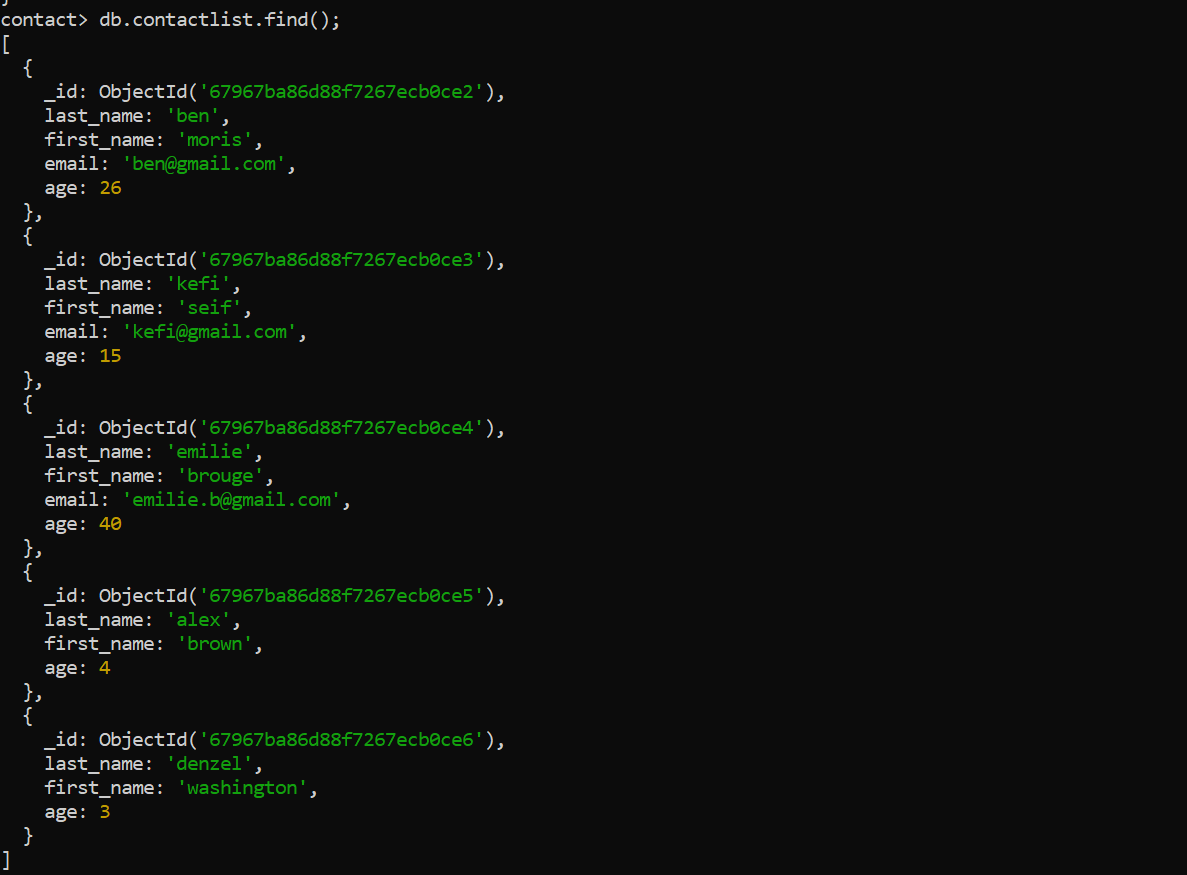 }
contact> db.contactlist.find();
[
  {
    _id: ObjectId('67967ba86d88f7267ecb0ce2'),
    last_name: 'ben',
    first_name: 'moris',
    email: 'ben@gmail.com',
    age: 26
  },
  {
    _id: ObjectId('67967ba86d88f7267ecb0ce3'),
    last_name: 'kefi',
    first_name: 'seif',
    email: 'kefi@gmail.com',
    age: 15
  },
  {
    _id: ObjectId('67967ba86d88f7267ecb0ce4'),
    last_name: 'emilie',
    first_name: 'brouge',
    email: 'emilie.b@gmail.com',
    age: 40
  },
  {
    _id: ObjectId('67967ba86d88f7267ecb0ce5'),
    last_name: 'alex',
    first_name: 'brown',
    age: 4
  },
  {
    _id: ObjectId('67967ba86d88f7267ecb0ce6'),
    last_name: 'denzel',
    first_name: 'washington',
    age: 3
  }
]